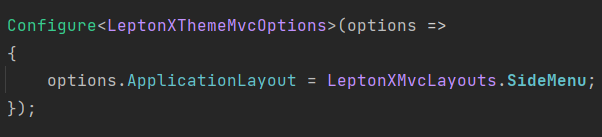 Configure<LeptonXThemeMvcOptions>(options =>
{
    options.ApplicationLayout = LeptonXMvcLayouts.SideMenu;
});